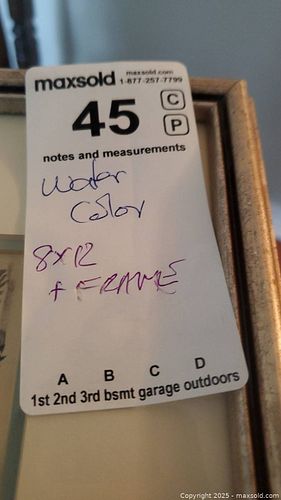 maxsold maxsold.com
1-877-257-7799
45 C
P
notes and measurements
Water
Color
8x12
+ FRAME
A B C D
1st 2nd 3rd bsmt garage outdoors
Copyright 2025 - maxsold.com